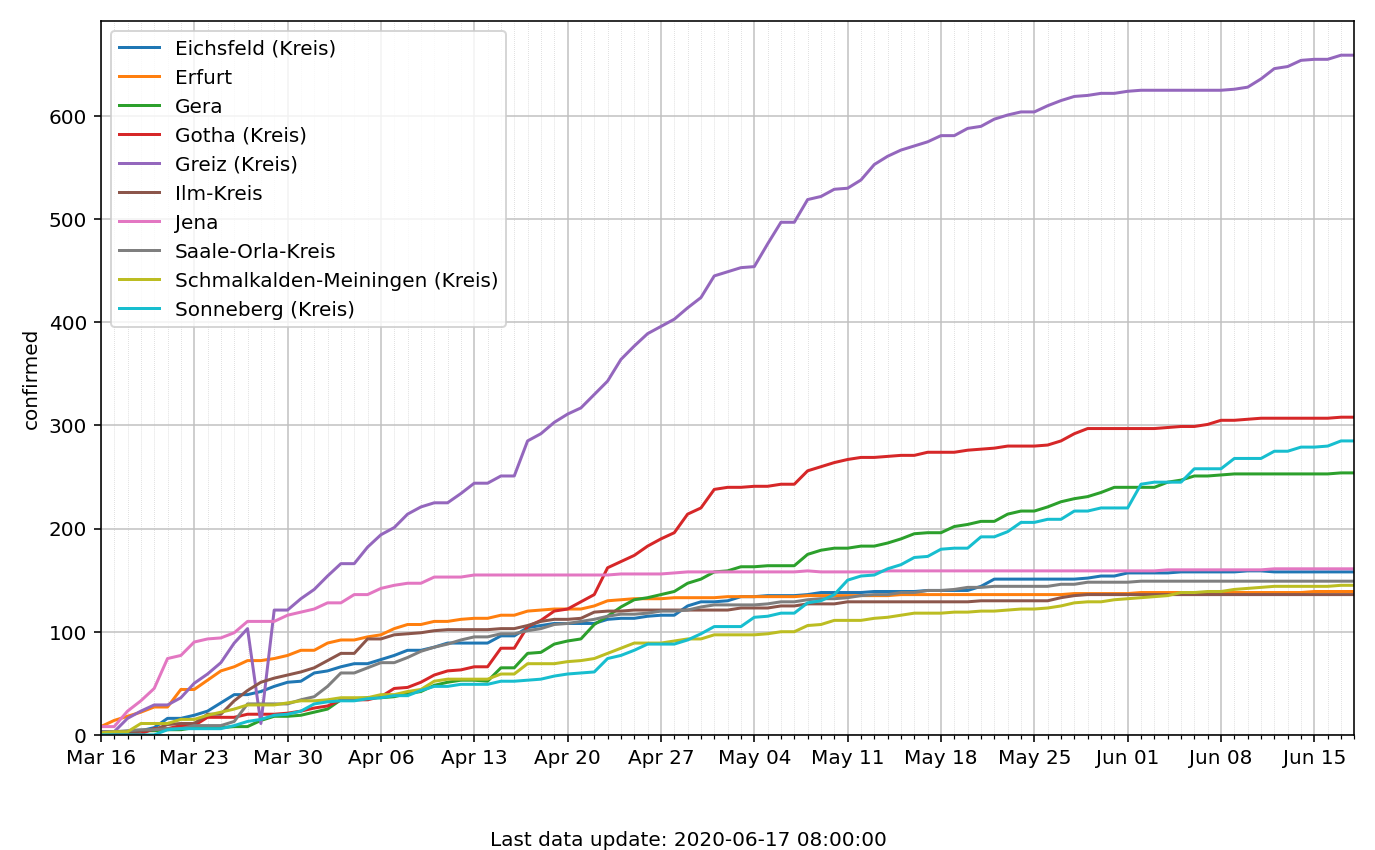 Eichsfeld (Kreis)
Erfurt
Gera
Gotha (Kreis)
Greiz (Kreis)
Ilm-Kreis
Jena
Saale-Orla-Kreis
Schmalkalden-Meiningen (Kreis)
Sonneberg (Kreis)
confirmed
600
500
400
300
200
100
0
Mar 16 Mar 23 Mar 30 Apr 06 Apr 13 Apr 20 Apr 27 May 04 May 11 May 18 May 25 Jun 01 Jun 08 Jun 15
Last data update: 2020-06-17 08:00:00